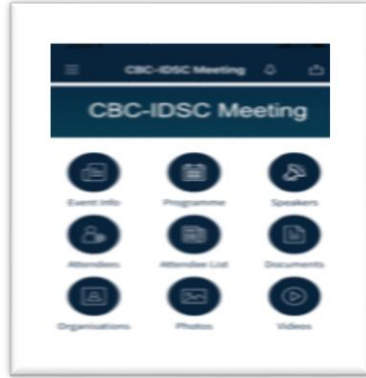 CBC-IDSC Meeting
CBC-IDSC Meeting
Event Info Programme Speakers
Attendees Attendee List Documents
Organisations Photos Videos